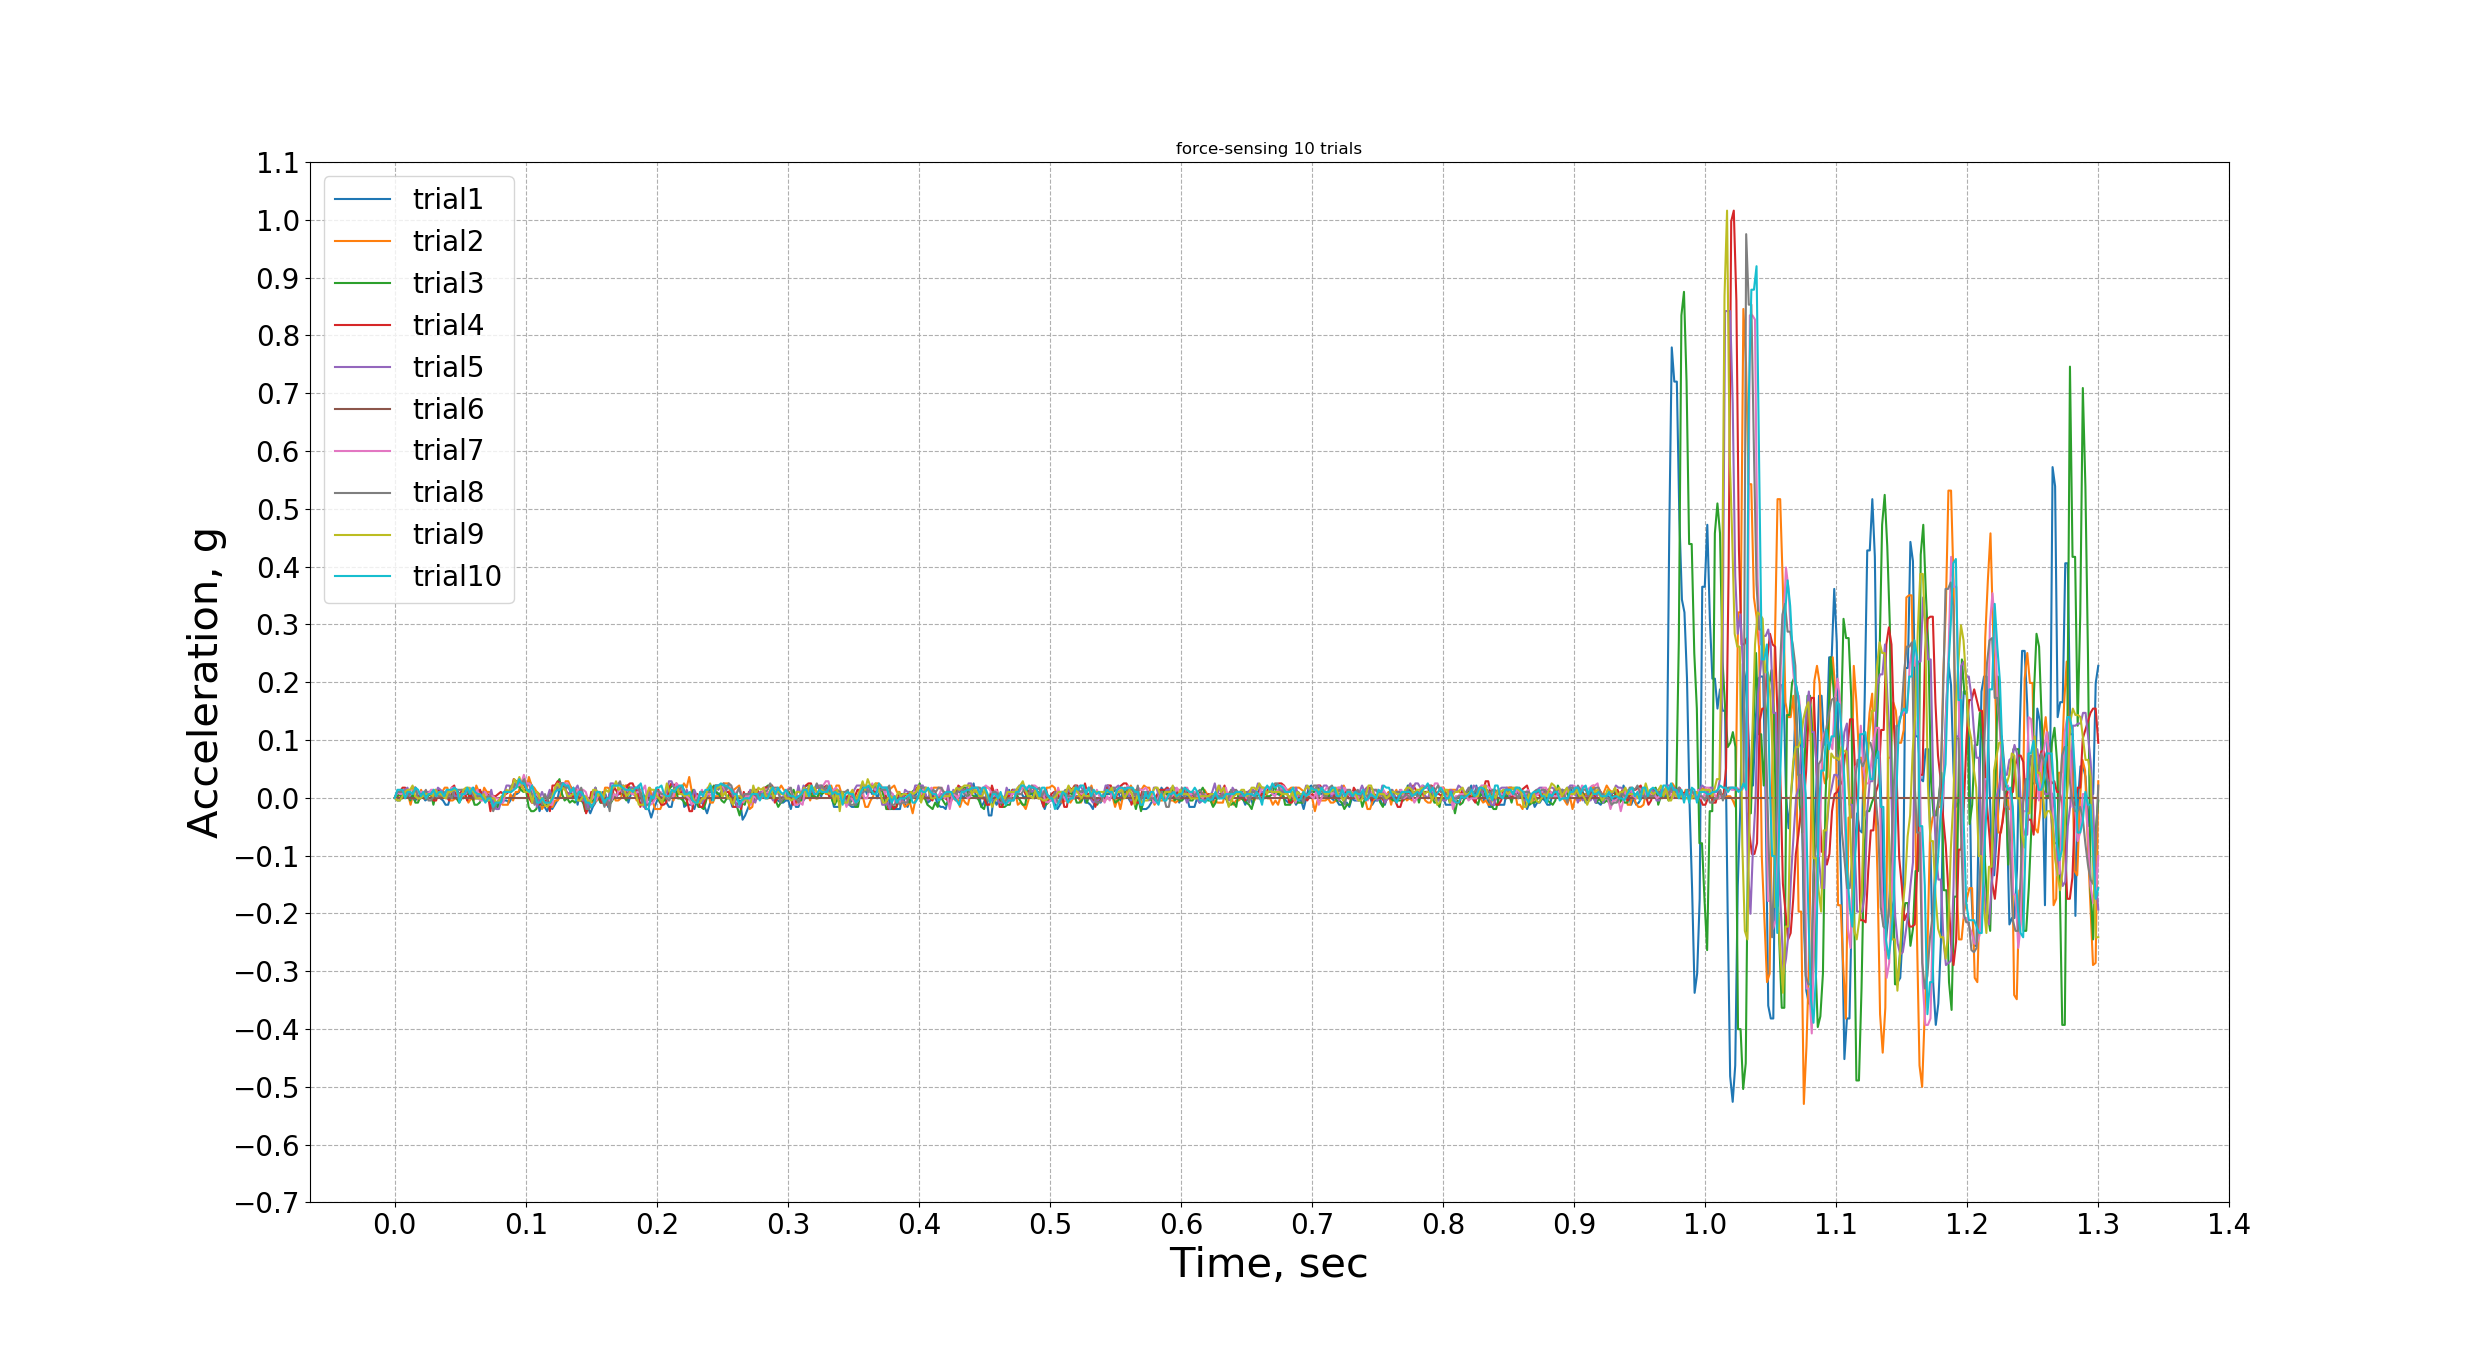 force-sensing 10 trials
1.1
1.0
0.9
0.8
0.7
0.6
0.5
0.4
0.3
0.2
0.1
0.0
−0.1
−0.2
−0.3
−0.4
−0.5
−0.6
−0.7
Acceleration, g
trial1
trial2
trial3
trial4
trial5
trial6
trial7
trial8
trial9
trial10
0.0 0.1 0.2 0.3 0.4 0.5 0.6 0.7 0.8 0.9 1.0 1.1 1.2 1.3 1.4
Time, sec